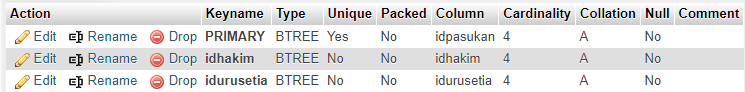 Action Keyname Type Unique Packed Column Cardinality Collation Null Comment
Edit Rename Drop PRIMARY BTREE Yes No idpasukan 4 A No
Edit Rename Drop idhakim BTREE No No idhakim 4 A No
Edit Rename Drop idurusetia BTREE No No idurusetia 4 A No